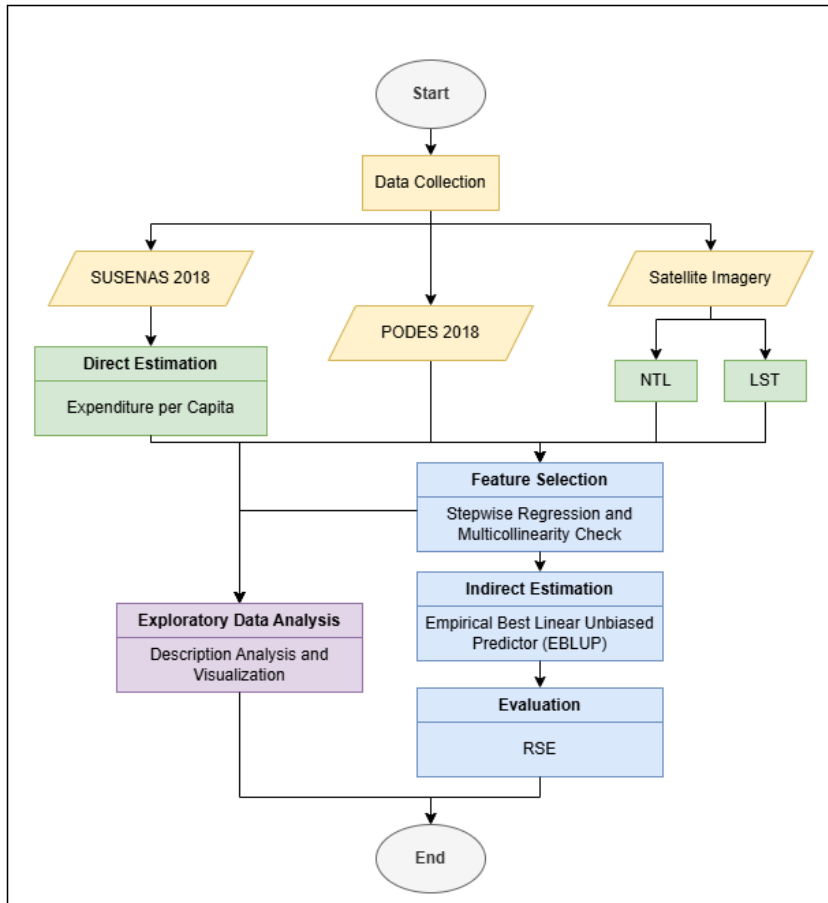 Start
Data Collection
SUSENAS 2018
PODES 2018
Satellite Imagery
Direct Estimation
Expenditure per Capita
NTL
LST
Feature Selection
Stepwise Regression and
Multicollinearity Check
Indirect Estimation
Empirical Best Linear Unbiased
Predictor (EBLUP)
Exploratory Data Analysis
Description Analysis and
Visualization
Evaluation
RSE
End